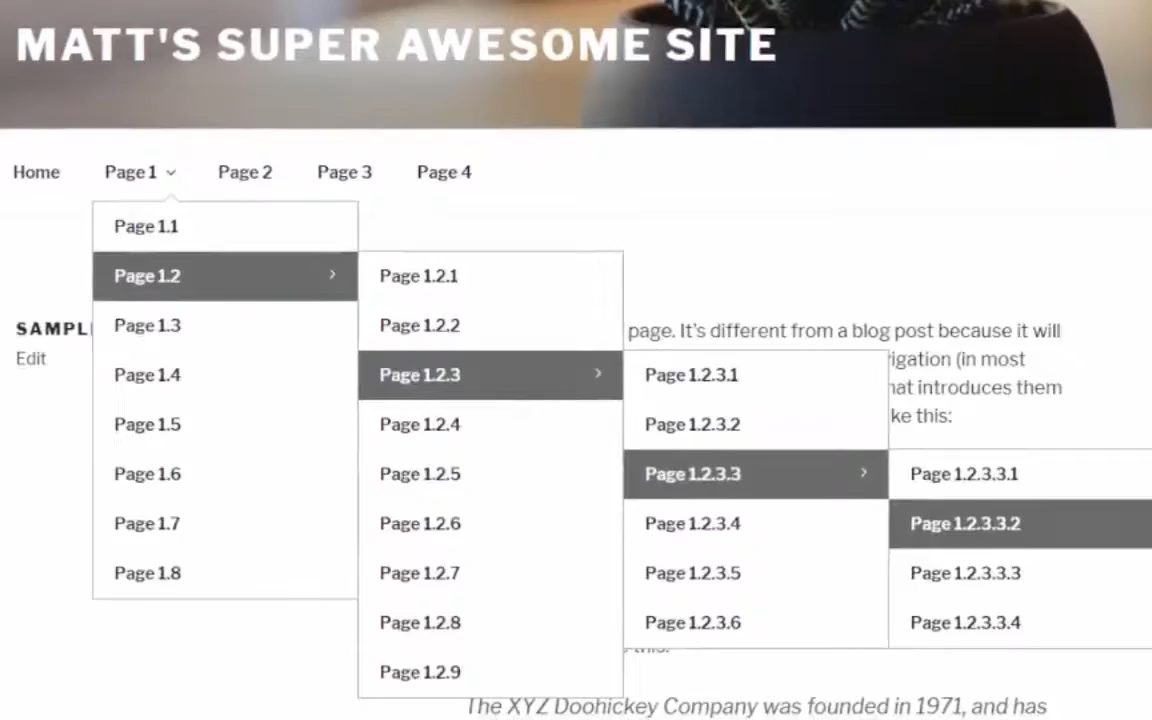 MATT'S SUPER AWESOME SITE
Home Page 1 Page 2 Page 3 Page 4
Page 1.1
Page 1.2
Page 1.3
Page 1.4
Page 1.5
Page 1.6
Page 1.7
Page 1.8
Page 1.2.1
Page 1.2.2
Page 1.2.3
Page 1.2.4
Page 1.2.5
Page 1.2.6
Page 1.2.7
Page 1.2.8
Page 1.2.9
Page 1.2.3.1
Page 1.2.3.2
Page 1.2.3.3
Page 1.2.3.4
Page 1.2.3.5
Page 1.2.3.6
Page 1.2.3.3.1
Page 1.2.3.3.2
Page 1.2.3.3.3
Page 1.2.3.3.4
SAMPL
Edit
page. It's different from a blog post because it will
igation (in most
hat introduces them
ke this:
this:
The XYZ Doohickey Company was founded in 1971, and has